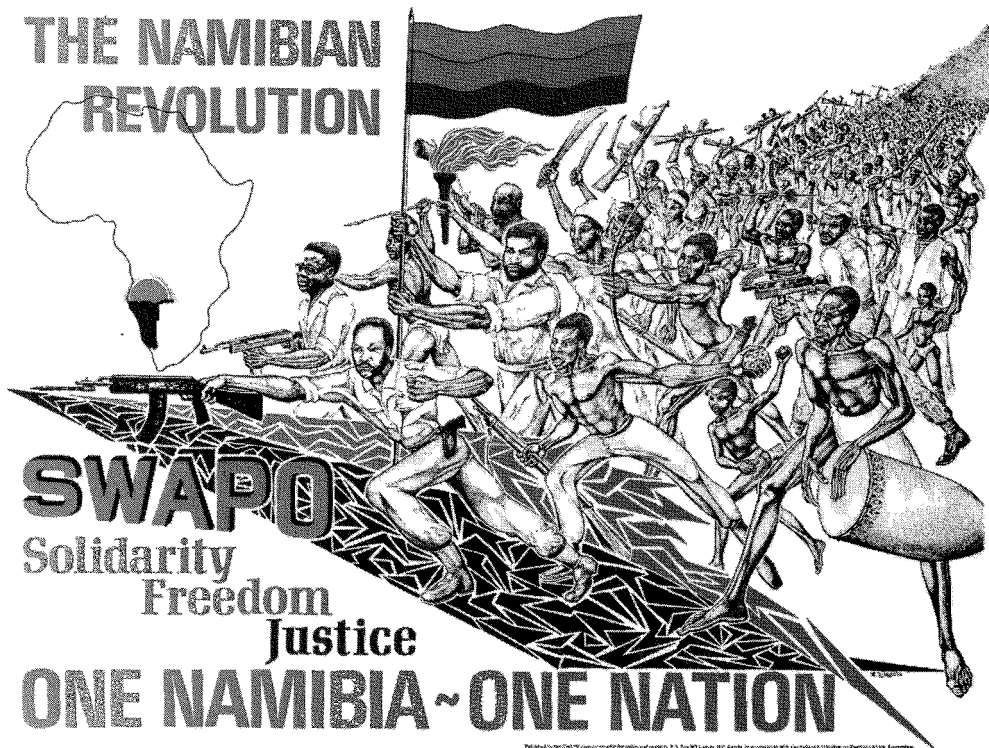 THE NAMIBIAN
REVOLUTION
SWAPO
Solidarity
Freedom
Justice
ONE NAMIBIA ~ ONE NATION